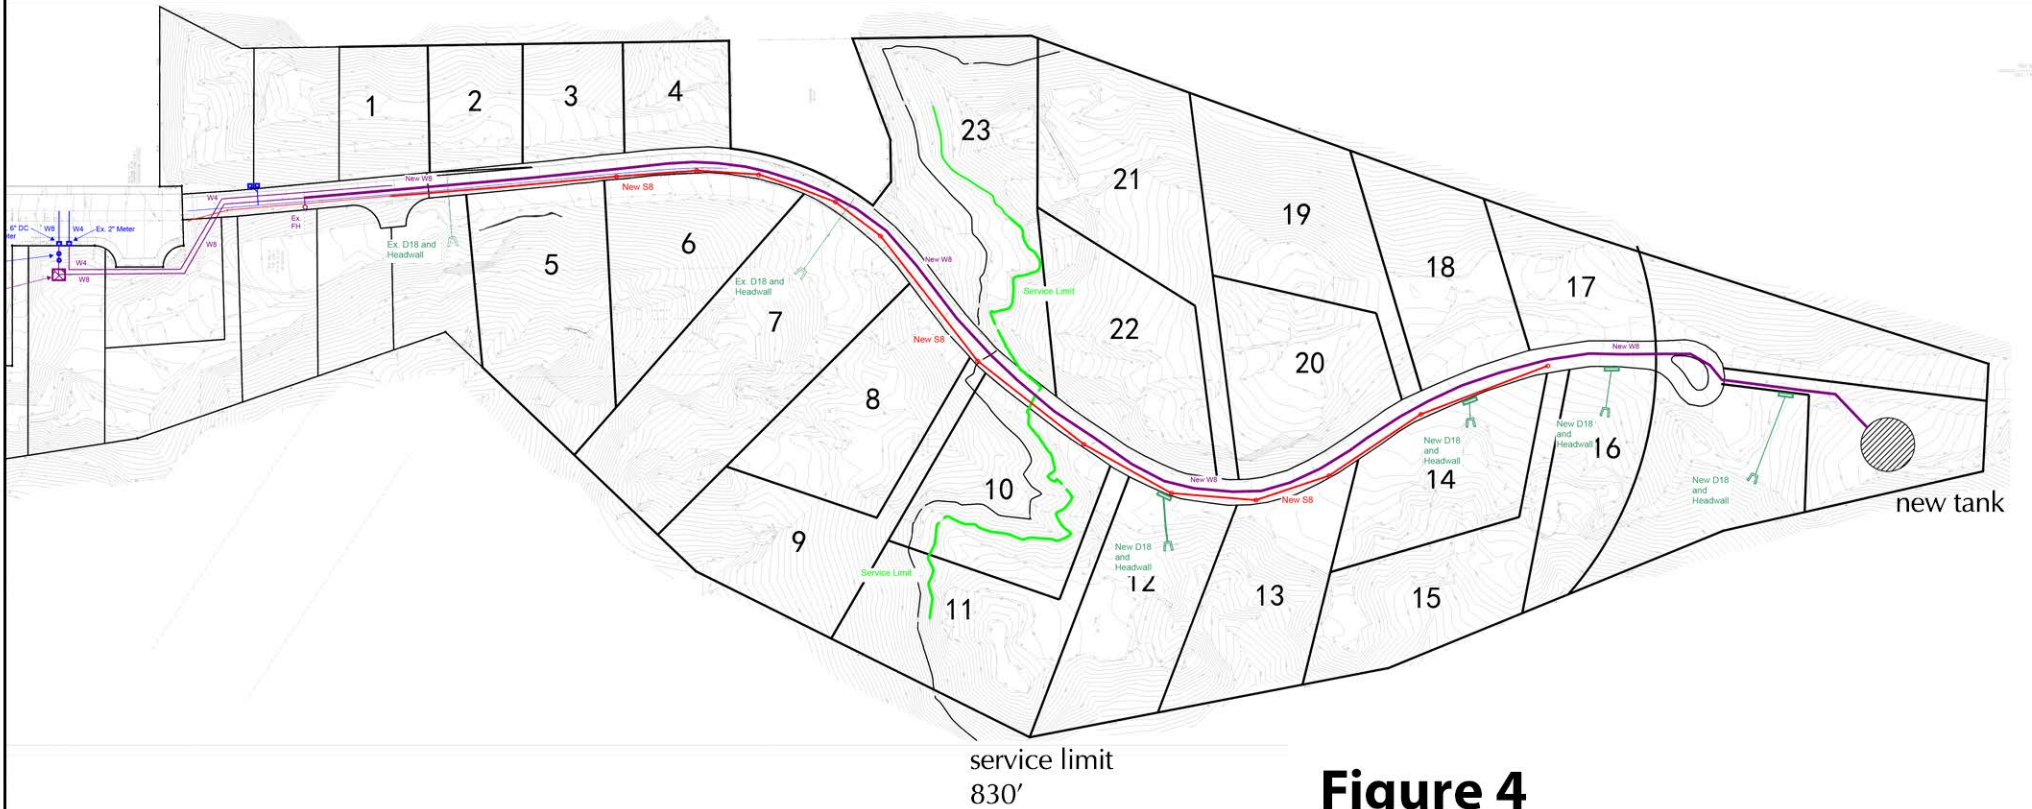 1
2
3
4
23
21
19
18
17
New W8
New S8
W4
Ex.
FH
W8
6" DC
W8
W4
Ex. 2" Meter
W4
W8
Ex. D18 and
Headwall
5
6
Ex. D18 and
Headwall
7
New W8
Service Limit
New S8
22
20
8
New W8
New D18
and
Headwall
14
New D18
and
Headwall
16
New D18
and
Headwall
new tank
10
New W8
New S8
9
New D18
and
Headwall
12
13
15
Service Limit
11
service limit
830'
Figure 4